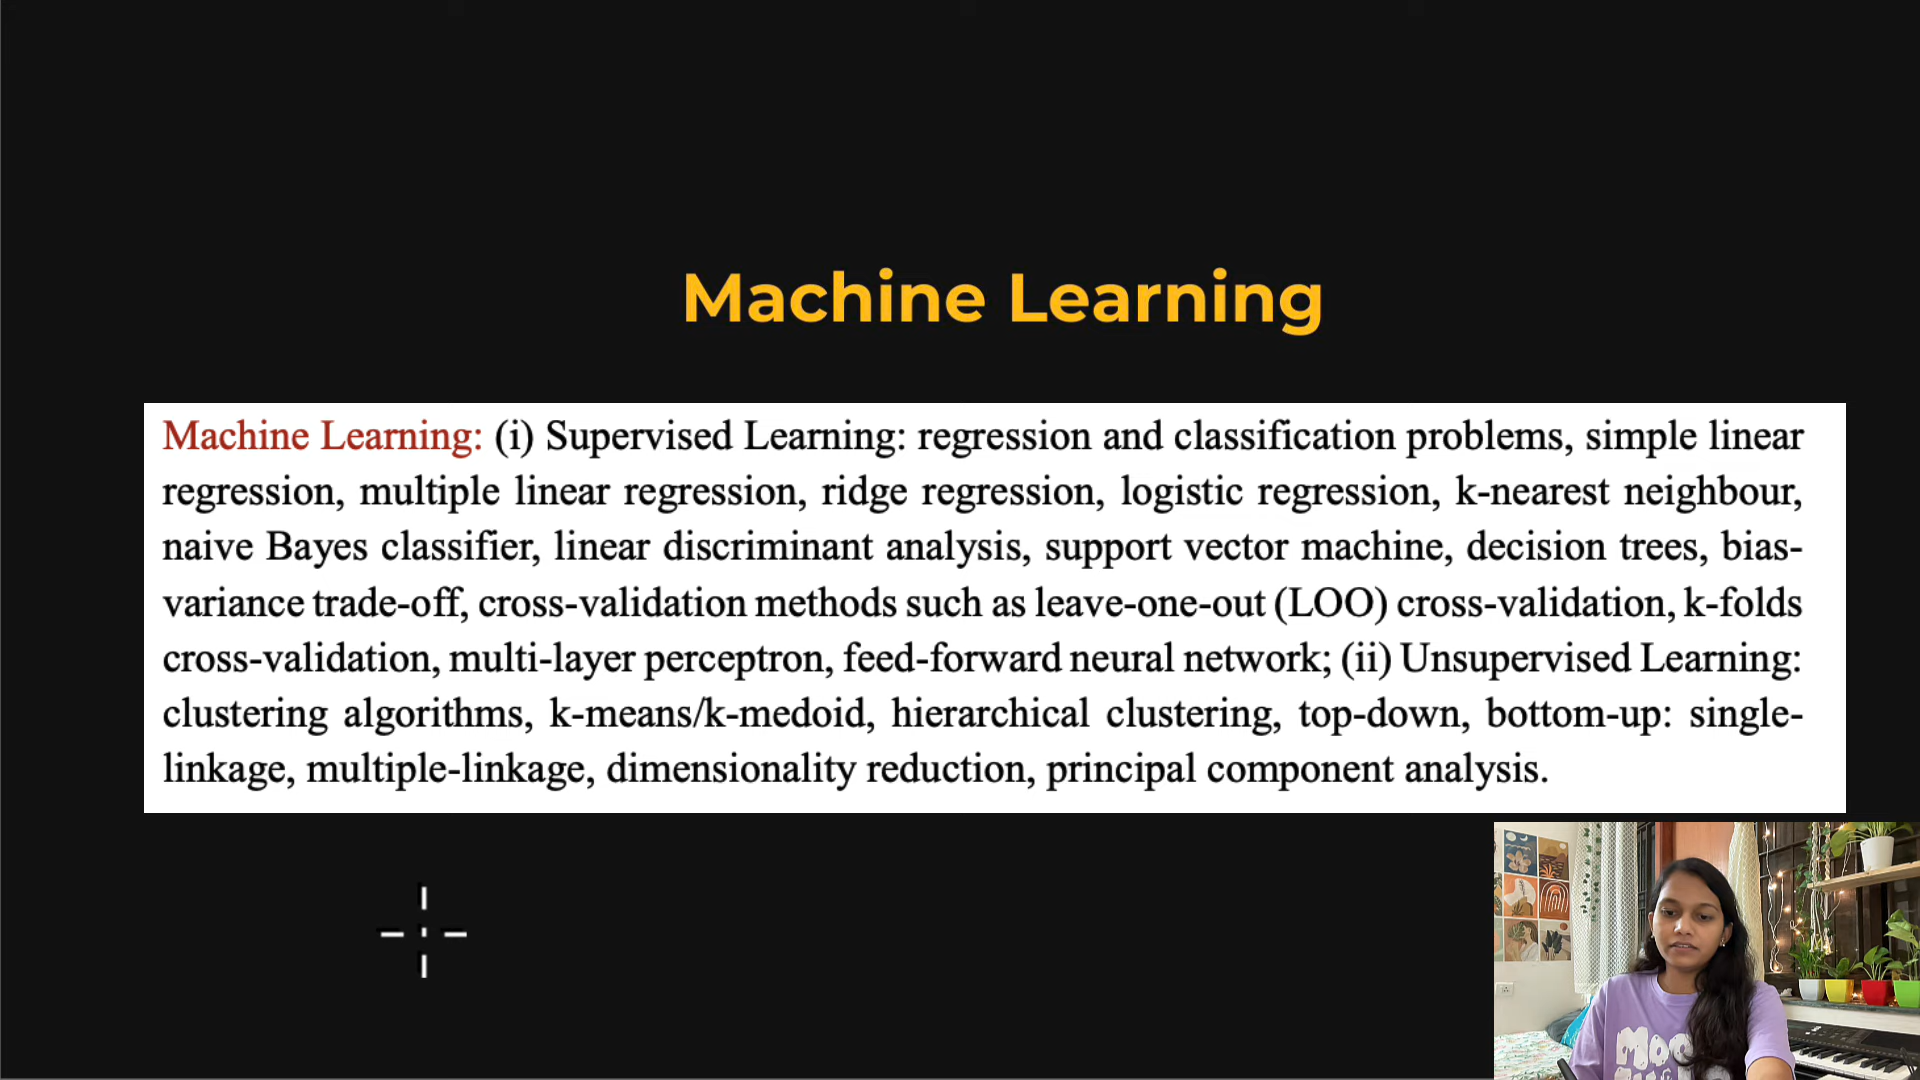 Machine Learning
Machine Learning: (i) Supervised Learning: regression and classification problems, simple linear
regression, multiple linear regression, ridge regression, logistic regression, k-nearest neighbour,
naive Bayes classifier, linear discriminant analysis, support vector machine, decision trees, bias-
variance trade-off, cross-validation methods such as leave-one-out (LOO) cross-validation, k-folds
cross-validation, multi-layer perceptron, feed-forward neural network; (ii) Unsupervised Learning:
clustering algorithms, k-means/k-medoid, hierarchical clustering, top-down, bottom-up: single-
linkage, multiple-linkage, dimensionality reduction, principal component analysis.